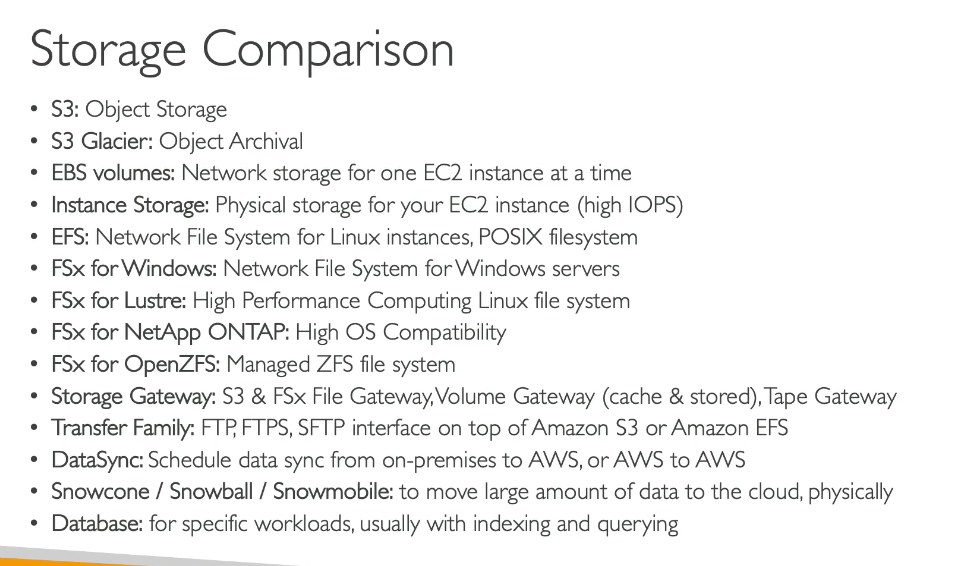 Storage Comparison
• S3: Object Storage
• S3 Glacier: Object Archival
• EBS volumes: Network storage for one EC2 instance at a time
• Instance Storage: Physical storage for your EC2 instance (high IOPS)
• EFS: Network File System for Linux instances, POSIX filesystem
• FSx for Windows: Network File System for Windows servers
• FSx for Lustre: High Performance Computing Linux file system
• FSx for NetApp ONTAP: High OS Compatibility
• FSx for OpenZFS: Managed ZFS file system
• Storage Gateway: S3 & FSx File Gateway, Volume Gateway (cache & stored), Tape Gateway
• Transfer Family: FTP, FTPS, SFTP interface on top of Amazon S3 or Amazon EFS
• DataSync: Schedule data sync from on-premises to AWS, or AWS to AWS
• Snowcone / Snowball / Snowmobile: to move large amount of data to the cloud, physically
• Database: for specific workloads, usually with indexing and querying